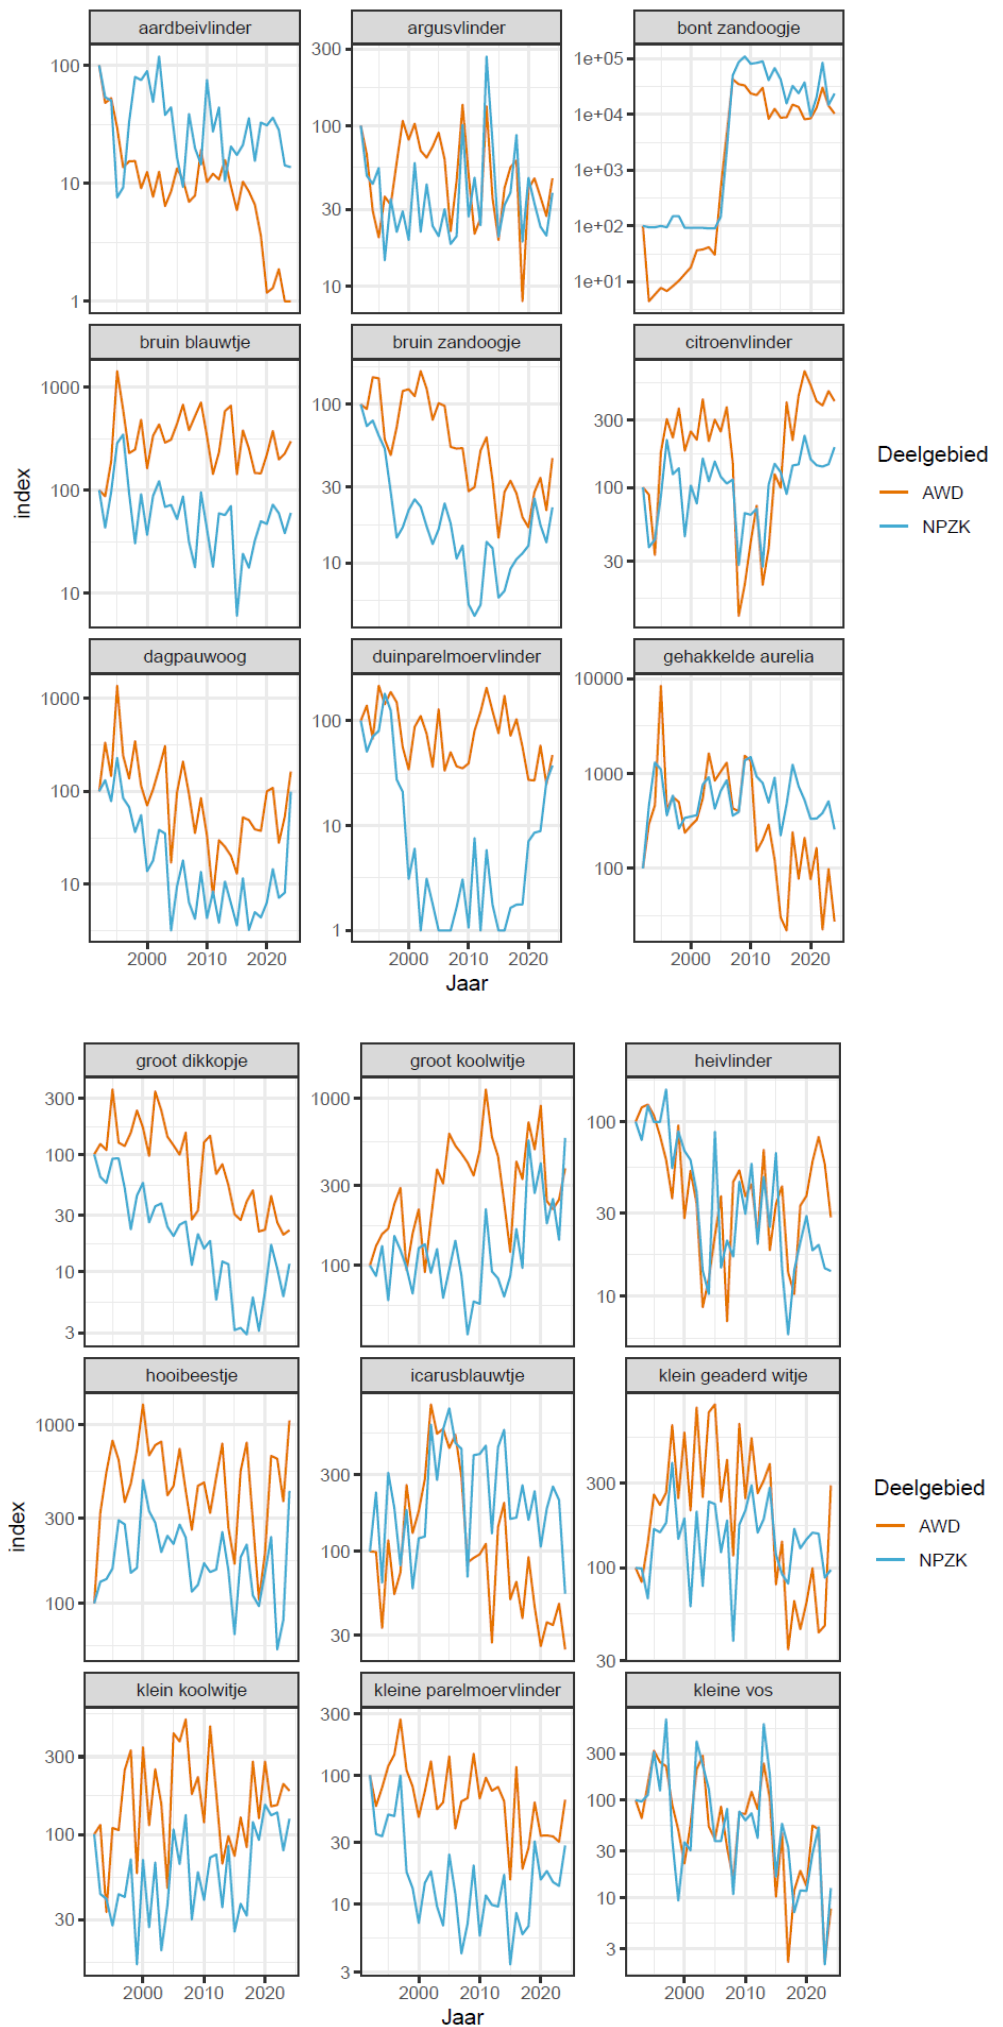 aardbeivlinder argusvlinder bont zandoogje
100 10 1
300 100 30 10
1e+05 1e+04 1e+03 1e+02 1e+01
bruin blauwtje bruin zandoogje citroenvlinder
1000 100 10
100 30 10
300 100 30
index
Deelgebied
AWD
NPZK
dagpauwoog duinparelmoervlinder gehakkelde aurelia
1000 100 10
100 10 1
10000 1000 100
2000 2010 2020 2000 2010 2020 2000 2010 2020
Jaar
groot dikkopje groot koolwitje heivlinder
300 100 30 10 3
1000 300 100
100 30 10
hooibeestje icarusblauwtje klein geaderd witje
1000 300 100
300 100 30
300 100 30
index
Deelgebied
AWD
NPZK
klein koolwitje kleine parelmoervlinder kleine vos
300 100 30
300 100 30 10 3
300 100 30 10 3
2000 2010 2020 2000 2010 2020 2000 2010 2020
Jaar